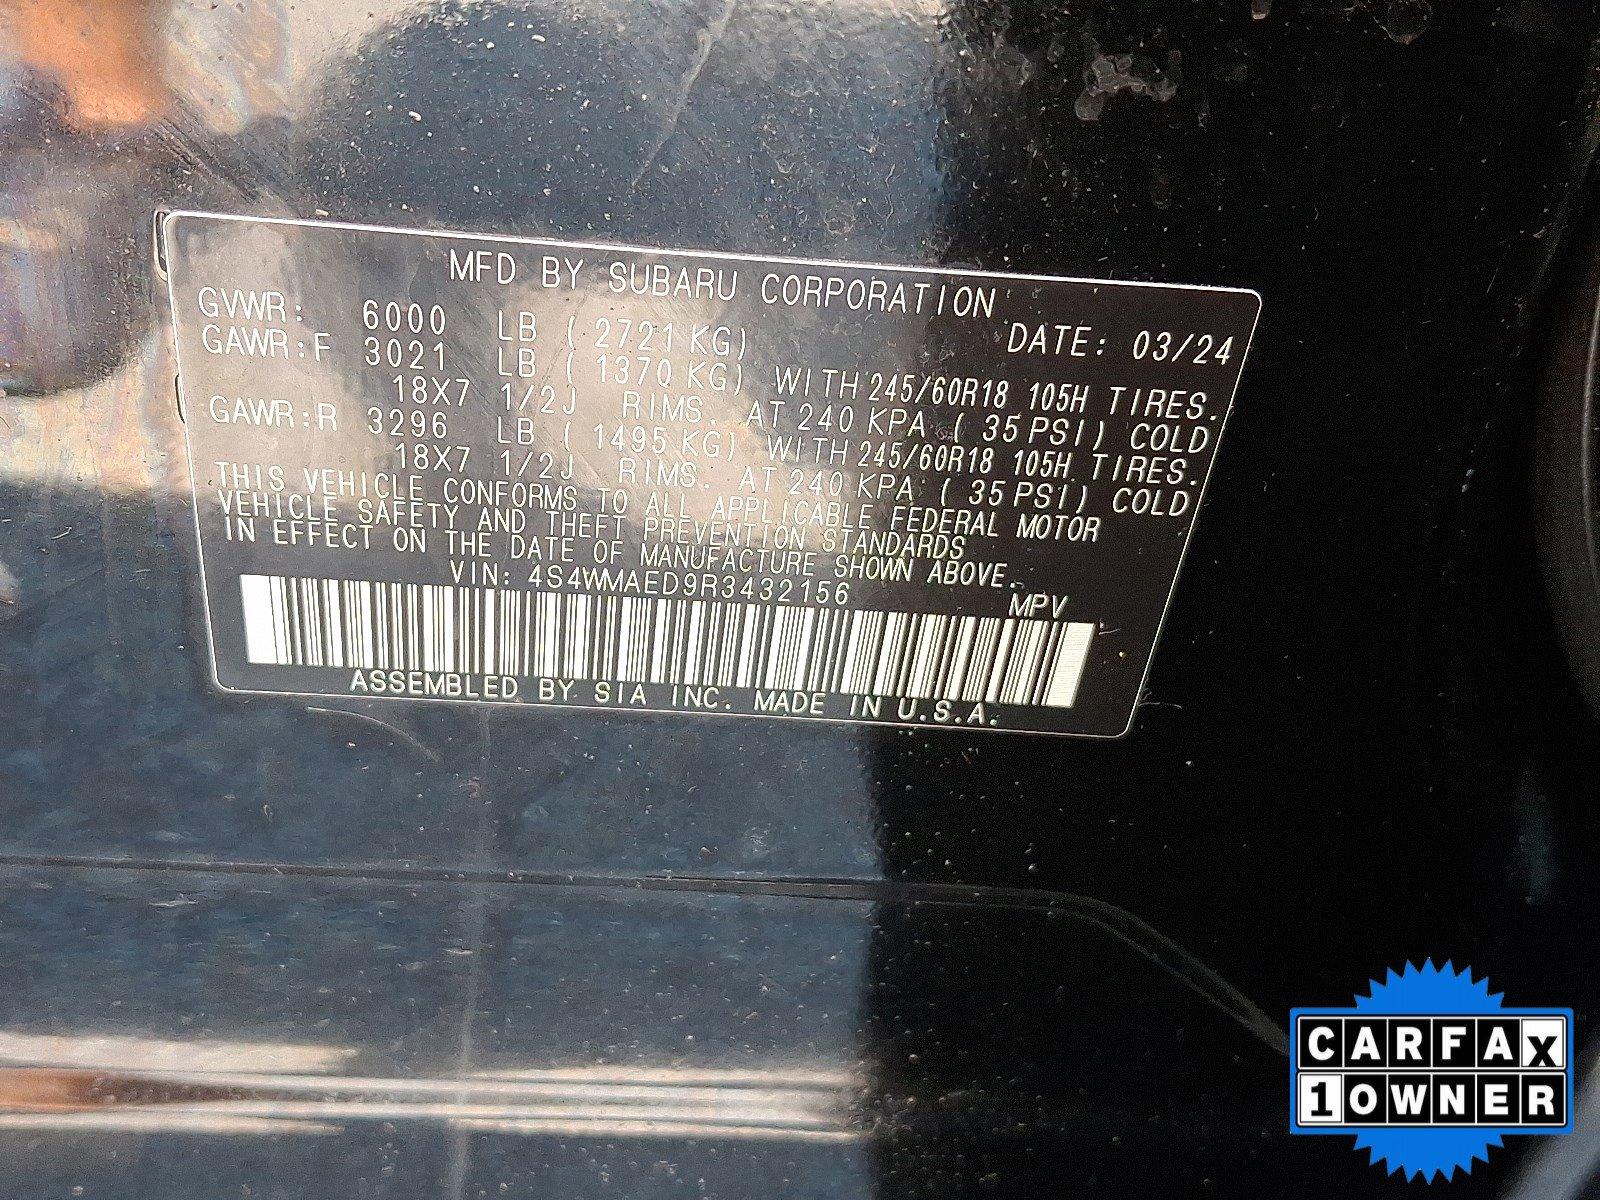 MFD BY SUBARU CORPORATION
GVWR: 6000 LB ( 2721 KG) DATE: 03/24
GAWR:F 3021 LB ( 1370 KG) WITH 245/60R18 105H TIRES.
18X7 1/2J RIMS. AT 240 KPA ( 35 PSI) COLD
GAWR:R 3296 LB ( 1495 KG) WITH 245/60R18 105H TIRES.
18X7 1/2J RIMS. AT 240 KPA ( 35 PSI) COLD
THIS VEHICLE CONFORMS TO ALL APPLICABLE FEDERAL MOTOR
VEHICLE SAFETY AND THEFT PREVENTION STANDARDS
IN EFFECT ON THE DATE OF MANUFACTURE SHOWN ABOVE.
VIN: 4S4WMAED9R3432156 MPV
ASSEMBLED BY SIA INC. MADE IN U.S.A.
CARFAX
1 OWNER